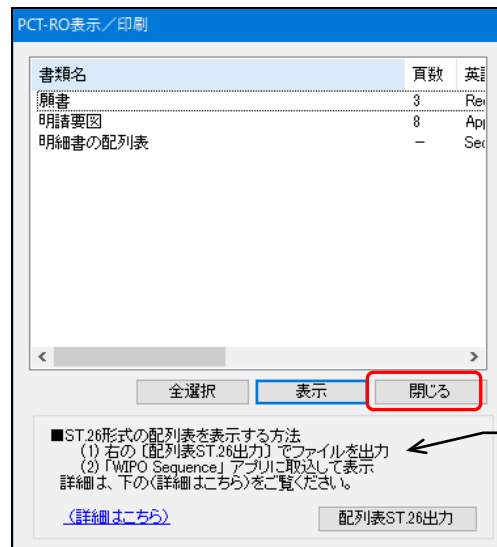 PCT-RO表示／印刷
書類名 頁数 英
願書 3 Re
明請要図 8 App
明細書の配列表 － Sec
全選択 表示 閉じる
■ST.26形式の配列表を表示する方法
(1) 右の［配列表ST.26出力］でファイルを出力
(2)「WIPO Sequence」アプリに取込して表示
詳細は、下の〈詳細はこちら〉をご覧ください。
〈詳細はこちら〉 配列表ST.26出力